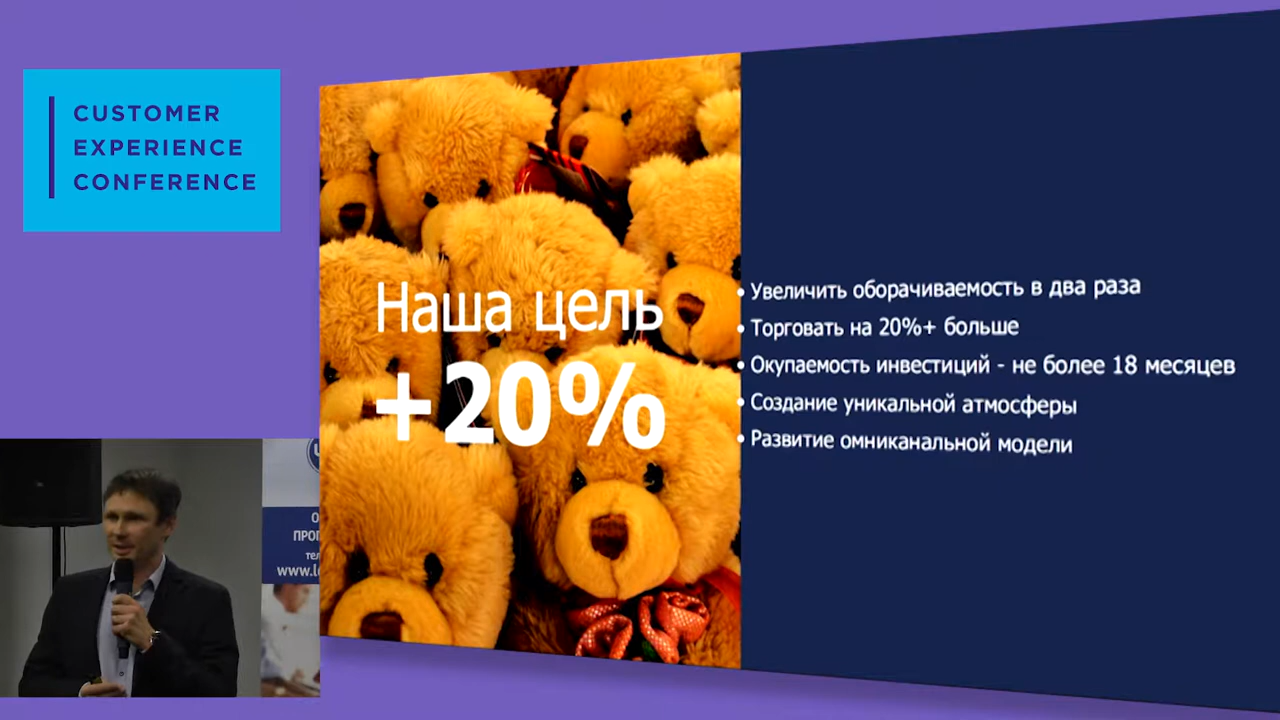 CUSTOMER
EXPERIENCE
CONFERENCE
Наша цель
+20%
• Увеличить оборачиваемость в два раза
• Торговать на 20%+ больше
• Окупаемость инвестиций - не более 18 месяцев
• Создание уникальной атмосферы
• Развитие омниканальной модели